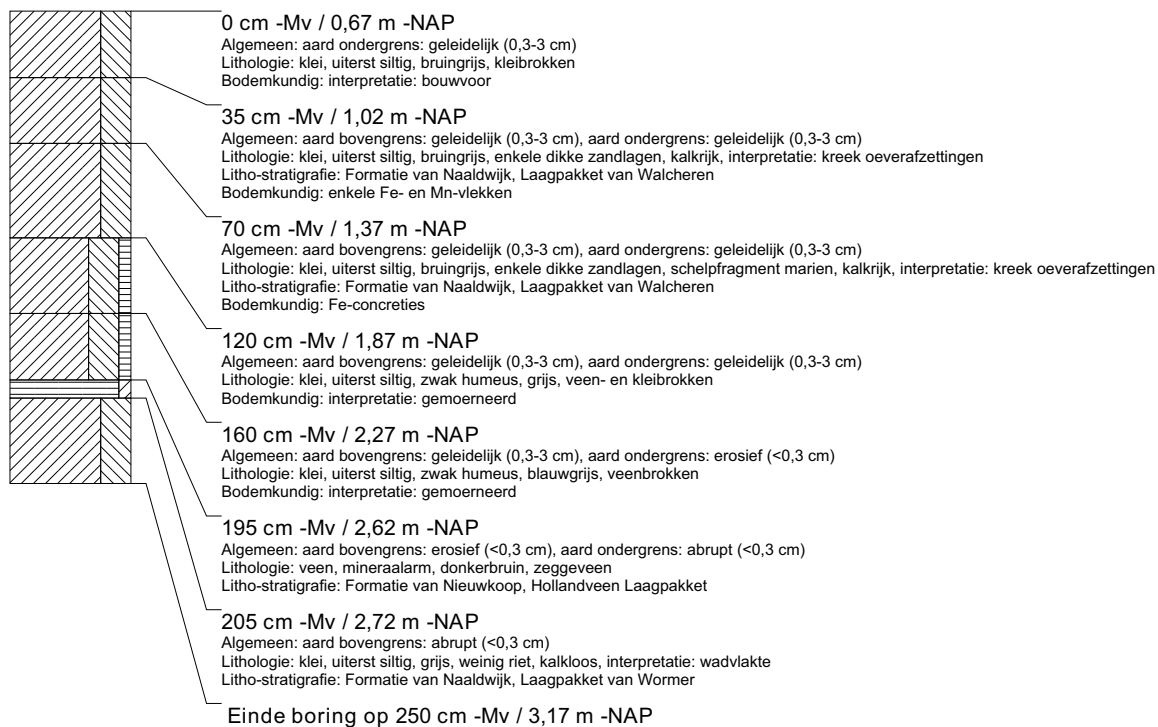 0 cm -Mv / 0,67 m -NAP
Algemeen: aard ondergrens: geleidelijk (0,3-3 cm)
Lithologie: klei, uiterst siltig, bruingrijs, kleibrokken
Bodemkundig: interpretatie: bouwvoor
35 cm -Mv / 1,02 m -NAP
Algemeen: aard bovengrens: geleidelijk (0,3-3 cm), aard ondergrens: geleidelijk (0,3-3 cm)
Lithologie: klei, uiterst siltig, bruingrijs, enkele dikke zandlagen, kalkrijk, interpretatie: kreek oeverafzettingen
Litho-stratigrafie: Formatie van Naaldwijk, Laagpakket van Walcheren
Bodemkundig: enkele Fe- en Mn-vlekken
70 cm -Mv / 1,37 m -NAP
Algemeen: aard bovengrens: geleidelijk (0,3-3 cm), aard ondergrens: geleidelijk (0,3-3 cm)
Lithologie: klei, uiterst siltig, bruingrijs, enkele dikke zandlagen, schelpfragment marien, kalkrijk, interpretatie: kreek oeverafzettingen
Litho-stratigrafie: Formatie van Naaldwijk, Laagpakket van Walcheren
Bodemkundig: Fe-concreties
120 cm -Mv / 1,87 m -NAP
Algemeen: aard bovengrens: geleidelijk (0,3-3 cm), aard ondergrens: geleidelijk (0,3-3 cm)
Lithologie: klei, uiterst siltig, zwak humeus, grijs, veen- en kleibrokken
Bodemkundig: interpretatie: gemoerneerd
160 cm -Mv / 2,27 m -NAP
Algemeen: aard bovengrens: geleidelijk (0,3-3 cm), aard ondergrens: erosief (<0,3 cm)
Lithologie: klei, uiterst siltig, zwak humeus, blauwgrijs, veenbrokken
Bodemkundig: interpretatie: gemoerneerd
195 cm -Mv / 2,62 m -NAP
Algemeen: aard bovengrens: erosief (<0,3 cm), aard ondergrens: abrupt (<0,3 cm)
Lithologie: veen, mineraalarm, donkerbruin, zeggeveen
Litho-stratigrafie: Formatie van Nieuwkoop, Hollandveen Laagpakket
205 cm -Mv / 2,72 m -NAP
Algemeen: aard bovengrens: abrupt (<0,3 cm)
Lithologie: klei, uiterst siltig, grijs, weinig riet, kalkloos, interpretatie: wadvlakte
Litho-stratigrafie: Formatie van Naaldwijk, Laagpakket van Wormer
Einde boring op 250 cm -Mv / 3,17 m -NAP